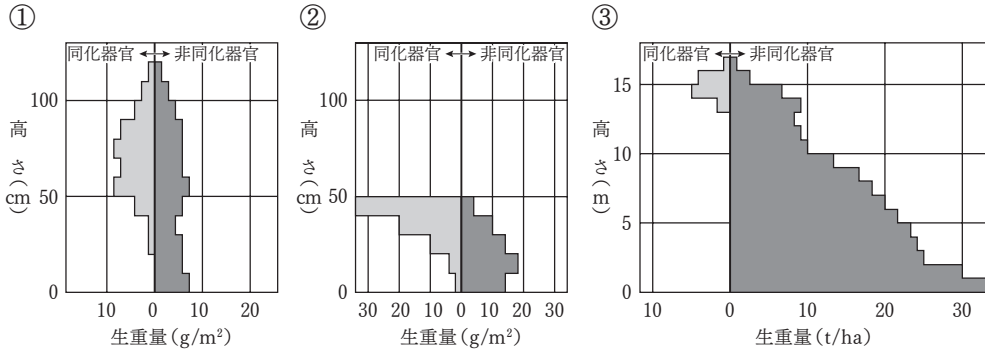 ①
同化器官 非同化器官
100
50
0
高さ(cm)
10 0 10 20
生重量(g/m²)
②
同化器官 非同化器官
100
50
0
高さ(cm)
30 20 10 0 10 20 30
生重量(g/m²)
③
同化器官 非同化器官
15
10
5
0
高さ(m)
10 0 10 20 30
生重量(t/ha)